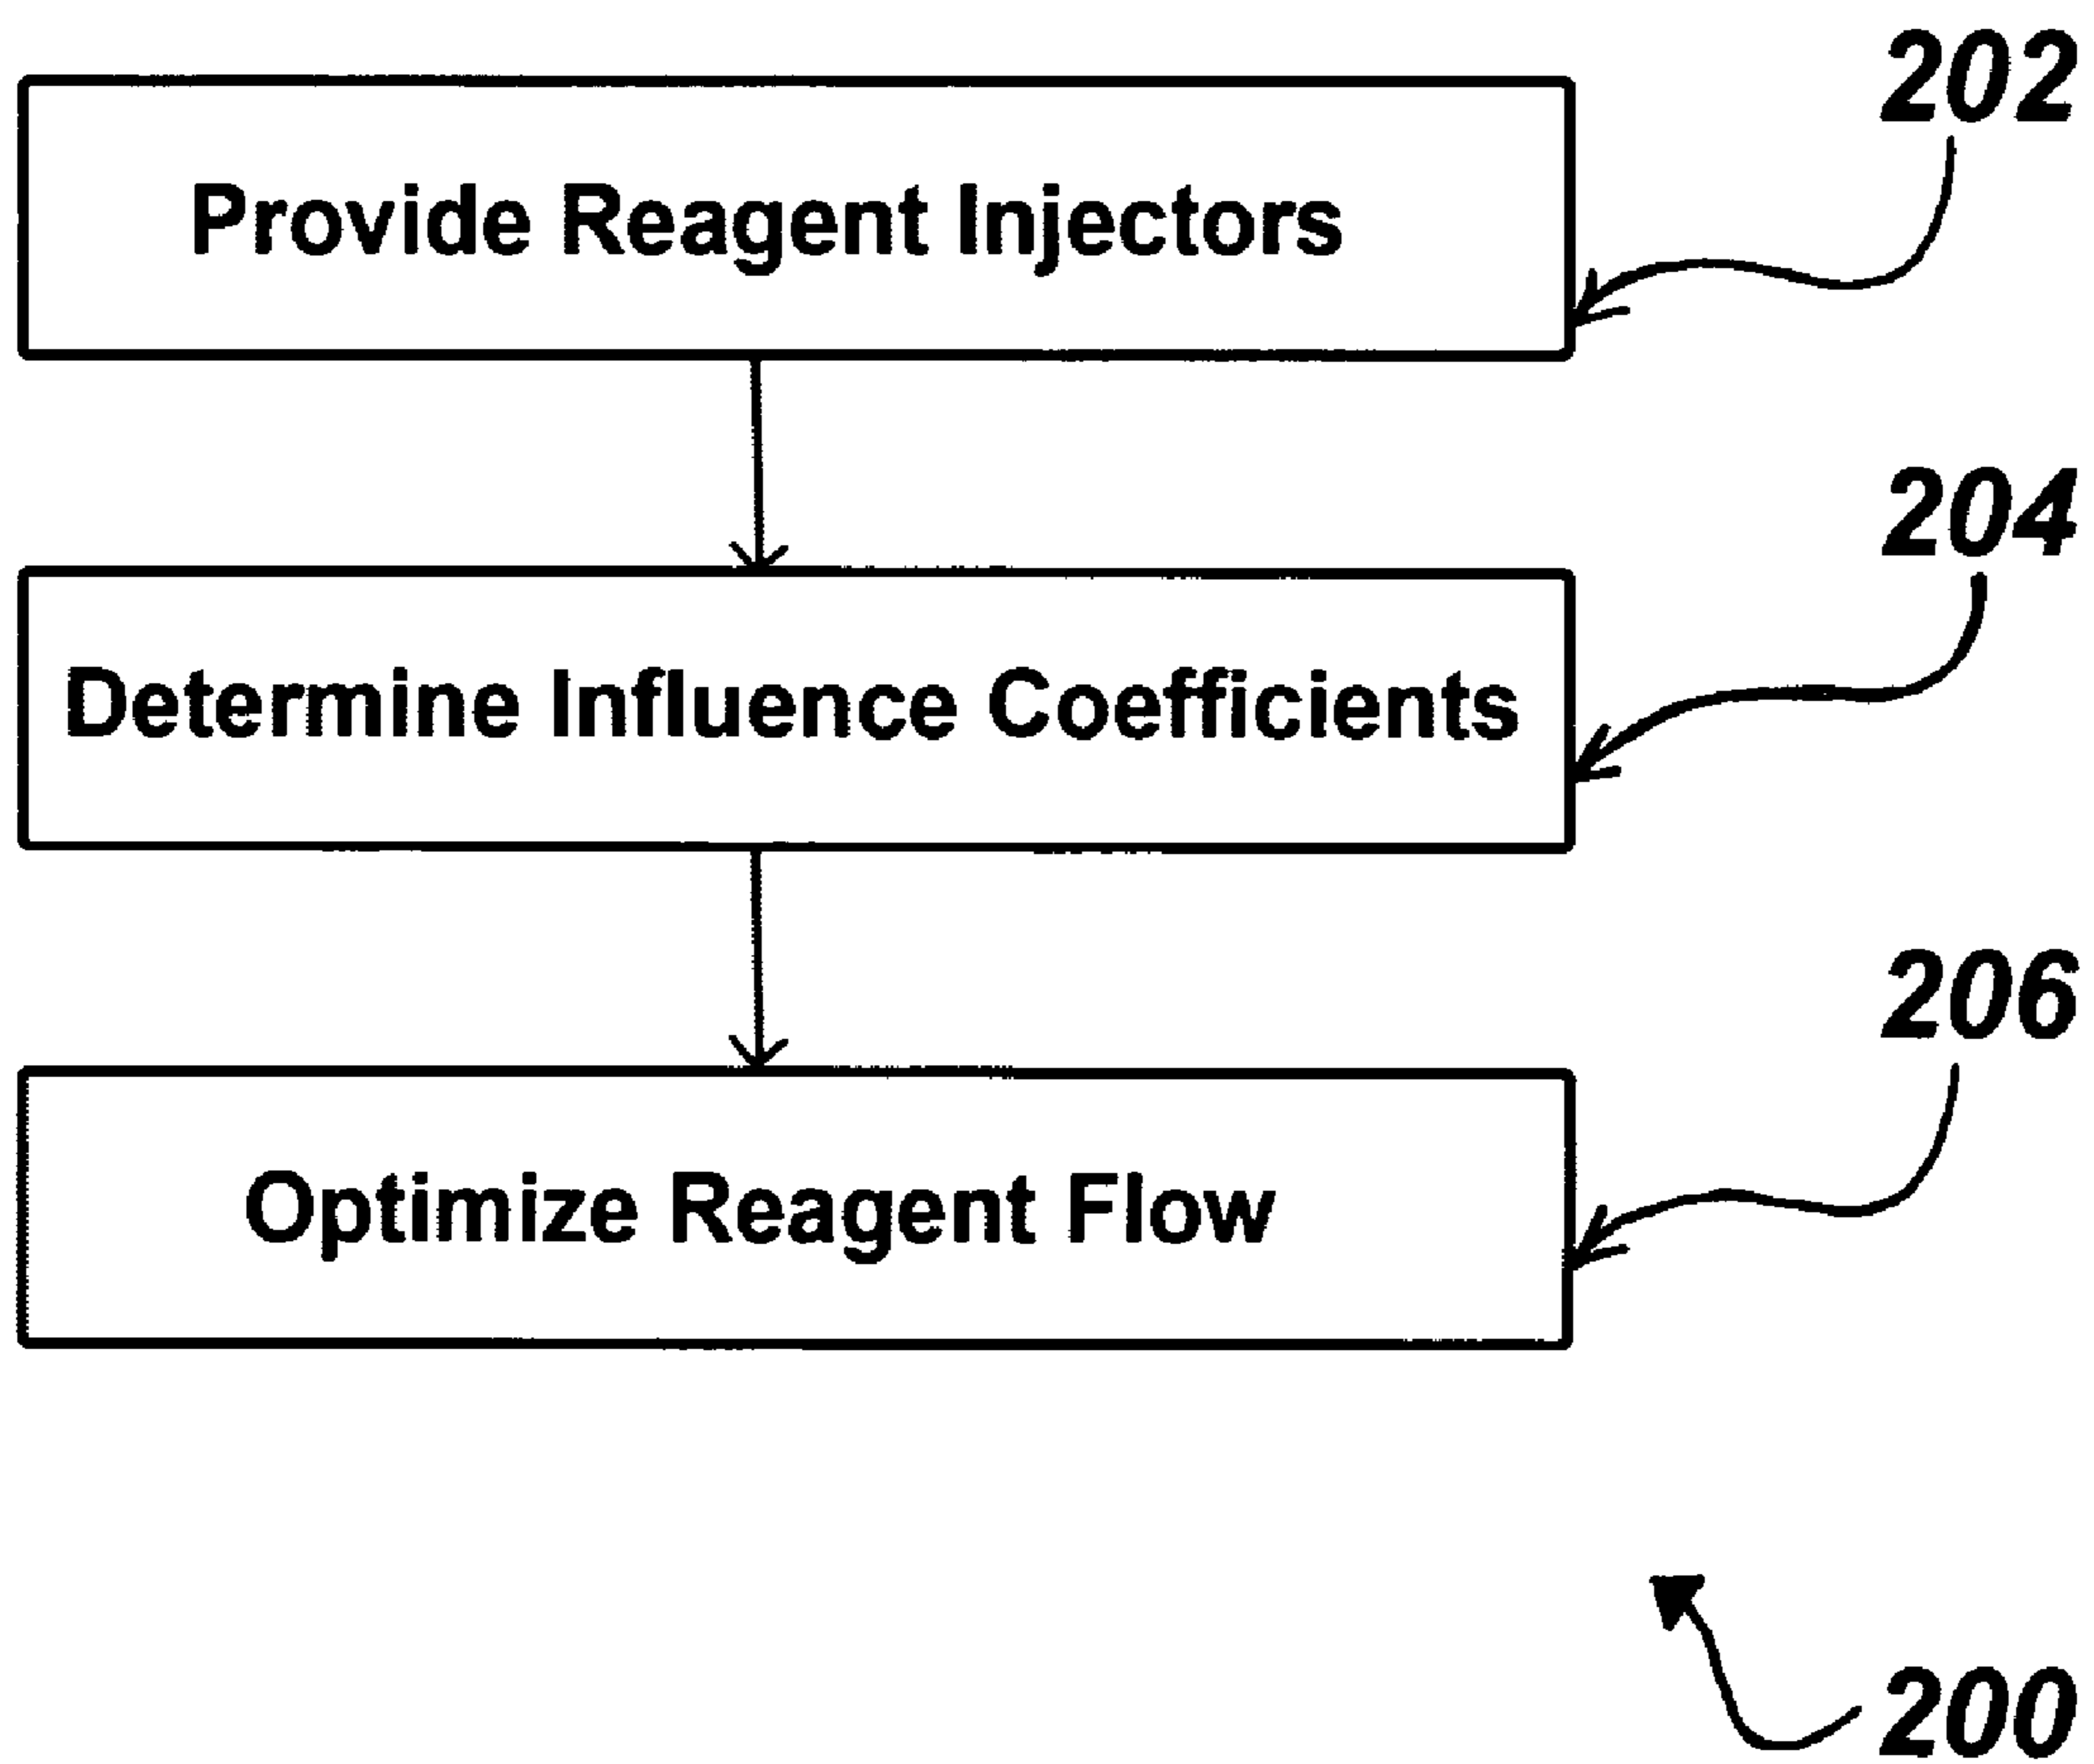 202
Provide Reagent Injectors
204
Determine Influence Coefficients
206
Optimize Reagent Flow
200